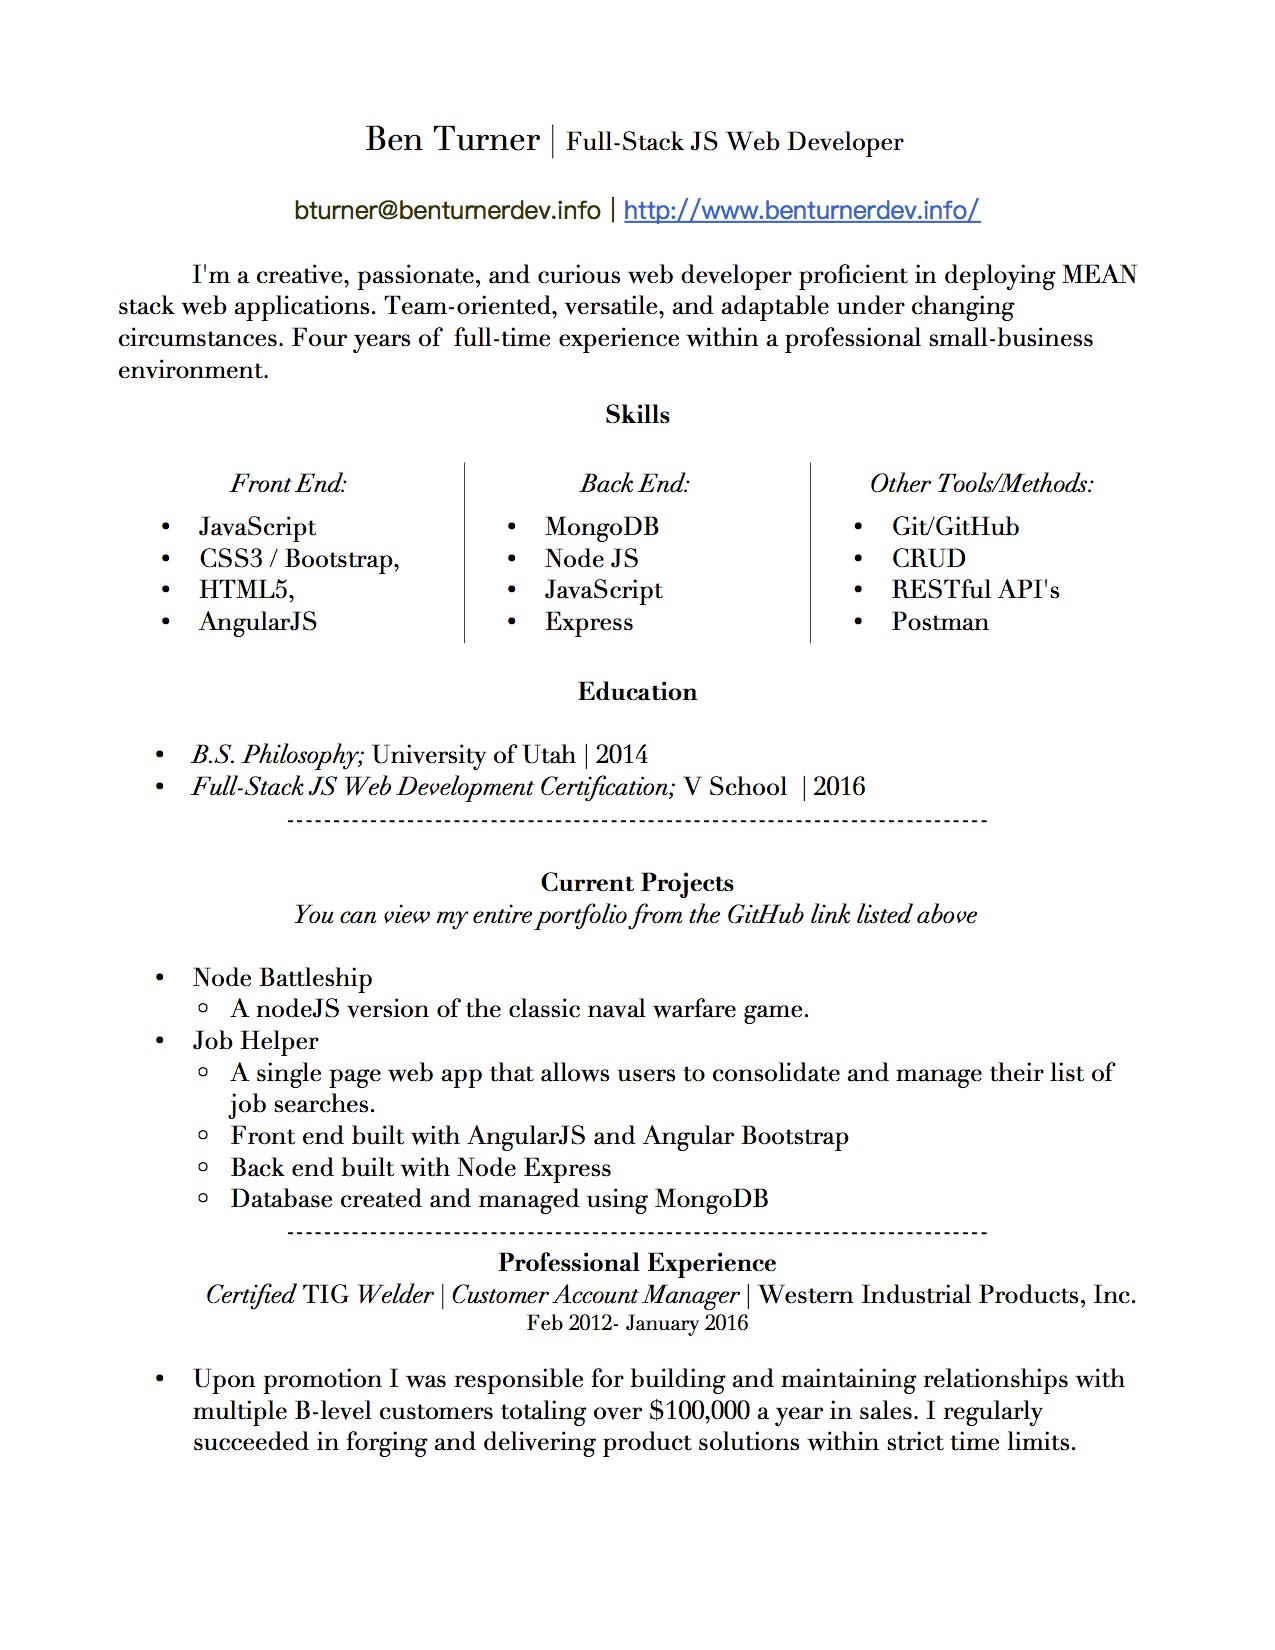 Ben Turner | Full-Stack JS Web Developer
bturner@benturnerdev.info | http://www.benturnerdev.info/
I'm a creative, passionate, and curious web developer proficient in deploying MEAN
stack web applications. Team-oriented, versatile, and adaptable under changing
circumstances. Four years of  full-time experience within a professional small-business
environment.
Skills
Front End:
• JavaScript
• CSS3 / Bootstrap,
• HTML5,
• AngularJS
Back End:
• MongoDB
• Node JS
• JavaScript
• Express
Other Tools/Methods:
• Git/GitHub
• CRUD
• RESTful API's
• Postman
Education
• B.S. Philosophy; University of Utah | 2014
• Full-Stack JS Web Development Certification; V School  | 2016
----------------------------------------------------------------------------
Current Projects
You can view my entire portfolio from the GitHub link listed above
• Node Battleship
○ A nodeJS version of the classic naval warfare game.
• Job Helper
○ A single page web app that allows users to consolidate and manage their list of
job searches.
○ Front end built with AngularJS and Angular Bootstrap
○ Back end built with Node Express
○ Database created and managed using MongoDB
----------------------------------------------------------------------------
Professional Experience
Certified TIG Welder | Customer Account Manager | Western Industrial Products, Inc.
Feb 2012- January 2016
• Upon promotion I was responsible for building and maintaining relationships with
multiple B-level customers totaling over $100,000 a year in sales. I regularly
succeeded in forging and delivering product solutions within strict time limits.